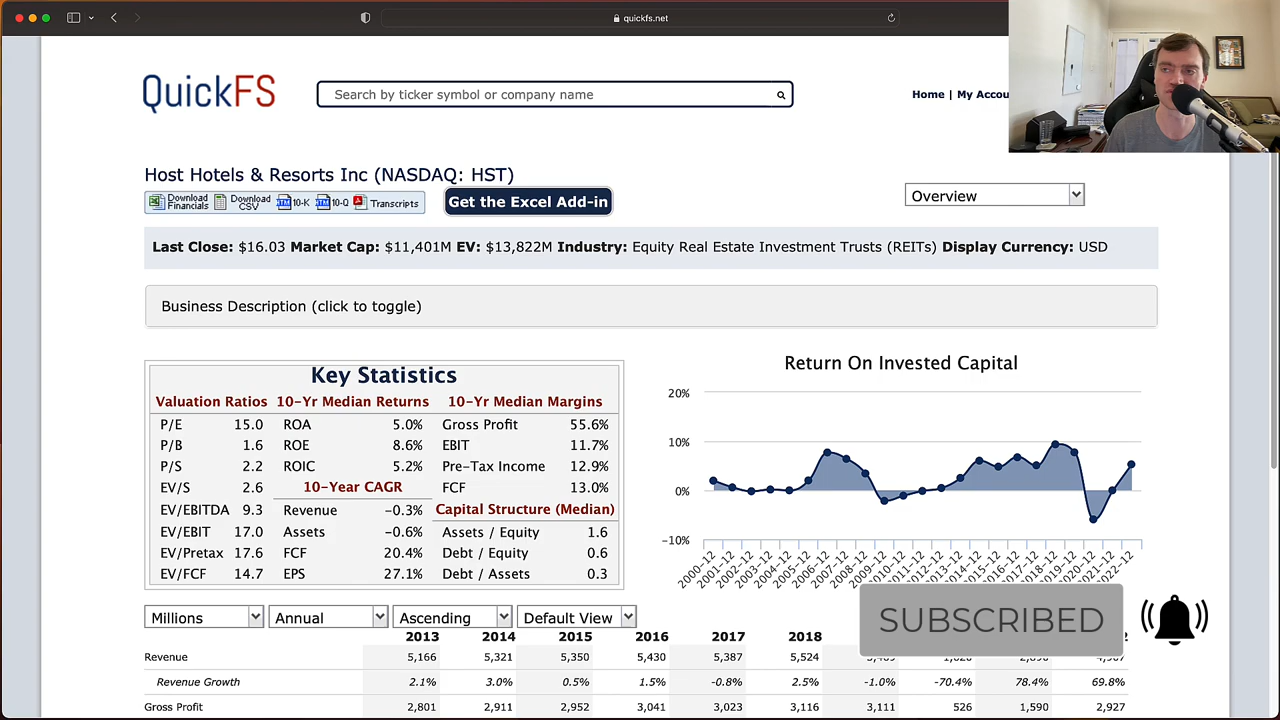 quickfs.net
QuickFS
Search by ticker symbol or company name
Home | My Accou
Host Hotels & Resorts Inc (NASDAQ: HST)
Download Financials Download CSV 10-K 10-Q Transcripts
Get the Excel Add-in
Overview
Last Close: $16.03 Market Cap: $11,401M EV: $13,822M Industry: Equity Real Estate Investment Trusts (REITs) Display Currency: USD
Business Description (click to toggle)
Key Statistics
Valuation Ratios 10-Yr Median Returns 10-Yr Median Margins
P/E 15.0 ROA 5.0% Gross Profit 55.6%
P/B 1.6 ROE 8.6% EBIT 11.7%
P/S 2.2 ROIC 5.2% Pre-Tax Income 12.9%
EV/S 2.6 10-Year CAGR FCF 13.0%
EV/EBITDA 9.3 Revenue -0.3% Capital Structure (Median)
EV/EBIT 17.0 Assets -0.6% Assets / Equity 1.6
EV/Pretax 17.6 FCF 20.4% Debt / Equity 0.6
EV/FCF 14.7 EPS 27.1% Debt / Assets 0.3
Return On Invested Capital
20%
10%
0%
-10%
2000-12 2001-12 2002-12 2003-12 2004-12 2005-12 2006-12 2007-12 2008-12 2009-12 2010-12 2011-12 2012-12 2013-12 2014-12 2015-12 2016-12 2017-12 2018-12 2019-12 2020-12 2021-12 2022-12
SUBSCRIBED
Millions Annual Ascending Default View
2013 2014 2015 2016 2017 2018
Revenue 5,166 5,321 5,350 5,430 5,387 5,524
Revenue Growth 2.1% 3.0% 0.5% 1.5% -0.8% 2.5% -1.0% -70.4% 78.4% 69.8%
Gross Profit 2,801 2,911 2,952 3,041 3,023 3,116 3,111 526 1,590 2,927